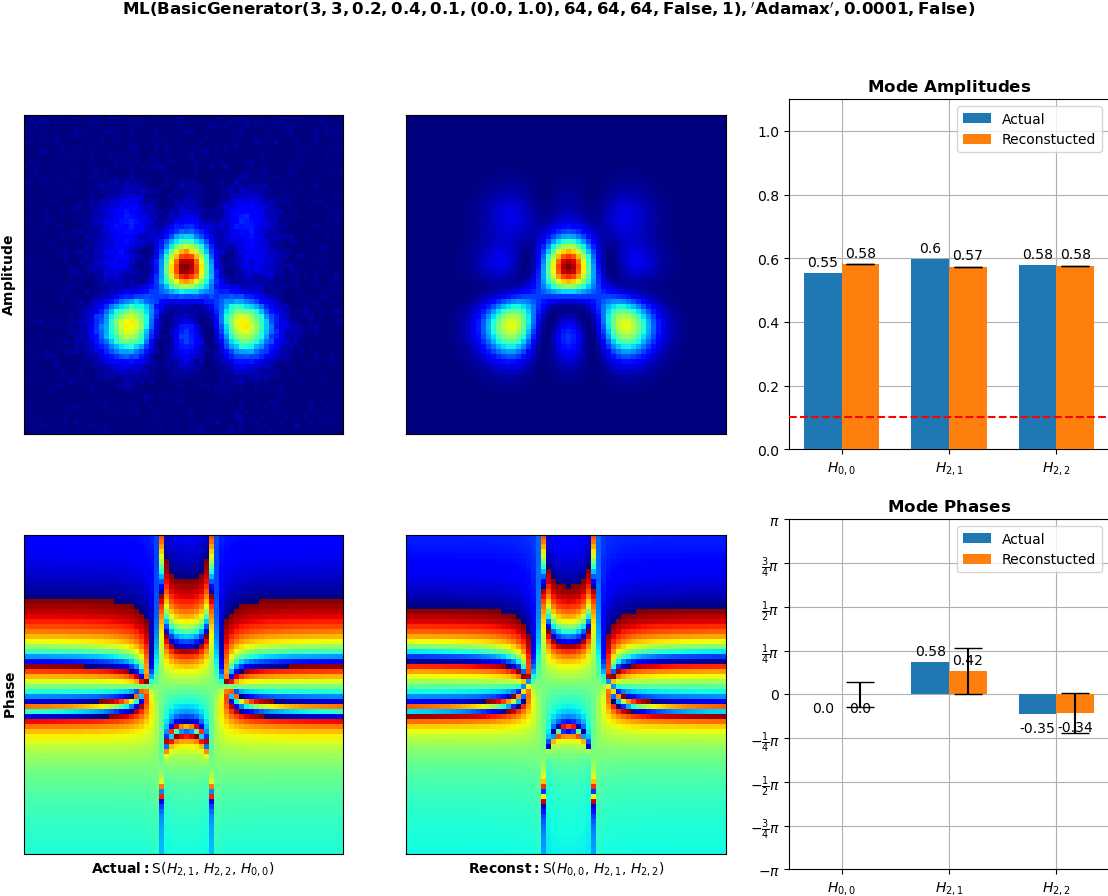 ML(BasicGenerator(3, 3, 0.2, 0.4, 0.1, (0.0, 1.0), 64, 64, 64, False, 1), ′Adamax′, 0.0001, False)
Amplitude
Mode Amplitudes
Actual
Reconstucted
1.0
0.8
0.6
0.4
0.2
0.0
0.55 0.58 0.6 0.57 0.58 0.58
H0,0 H2,1 H2,2
Phase
Actual: S(H2,1, H2,2, H0,0)
Reconst: S(H0,0, H2,1, H2,2)
Mode Phases
Actual
Reconstucted
π
3/4π
1/2π
1/4π
0
−1/4π
−1/2π
−3/4π
−π
0.0 -0.0 0.58 0.42 -0.35 -0.34
H0,0 H2,1 H2,2